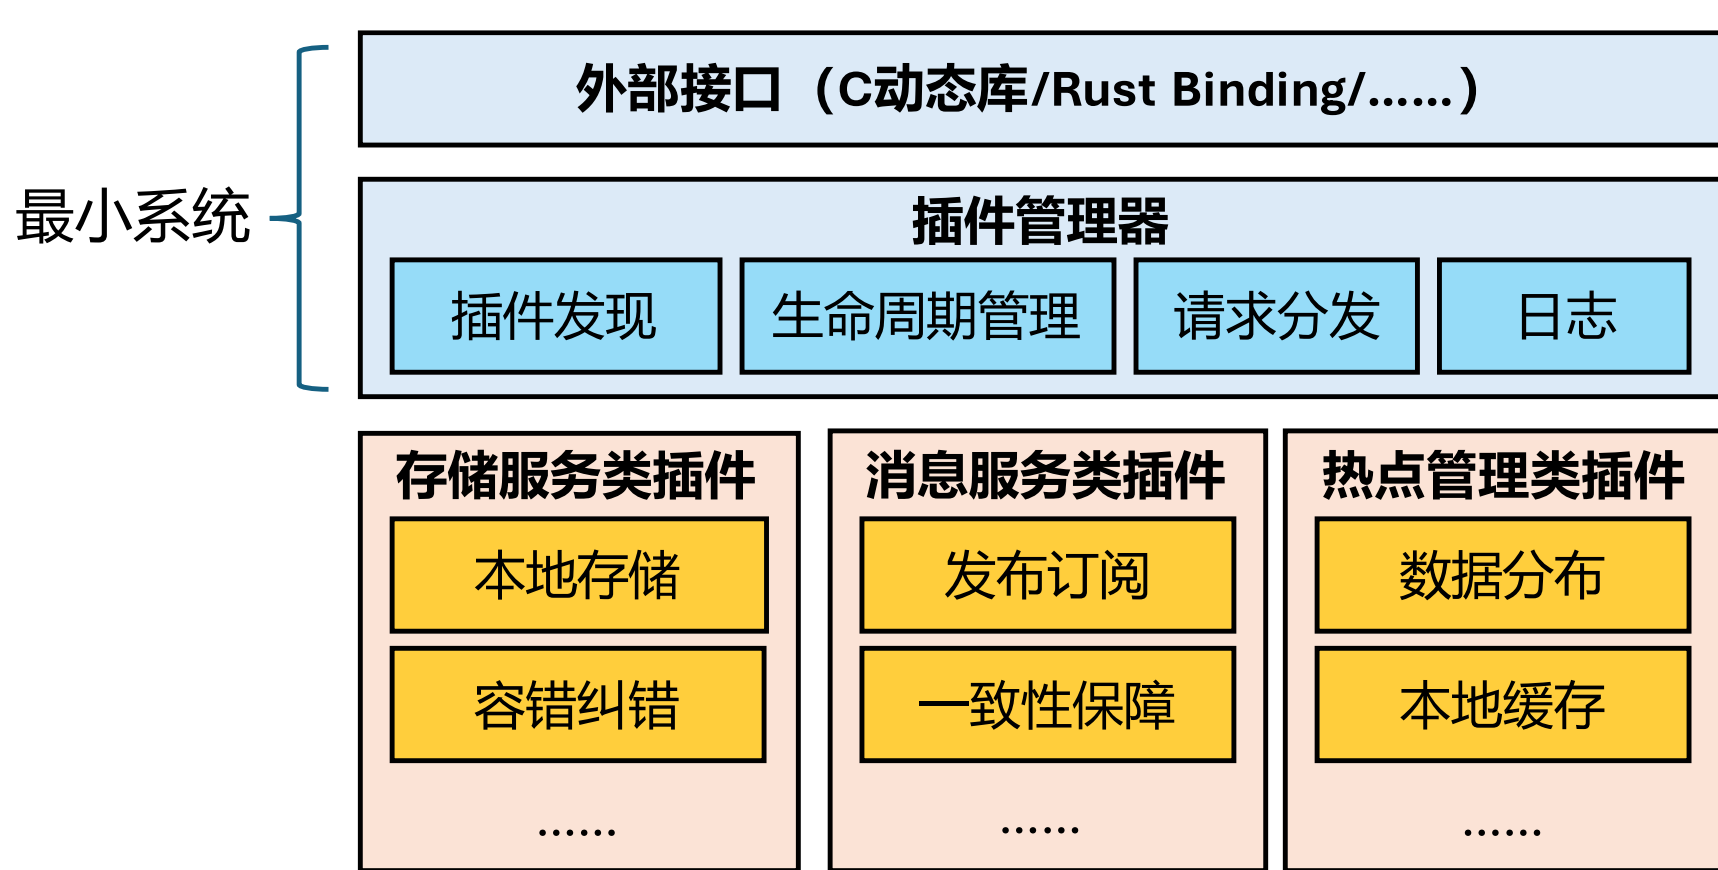 外部接口（C动态库/Rust Binding/……）
最小系统
插件管理器
插件发现
生命周期管理
请求分发
日志
存储服务类插件
本地存储
容错纠错
……
消息服务类插件
发布订阅
一致性保障
……
热点管理类插件
数据分布
本地缓存
……